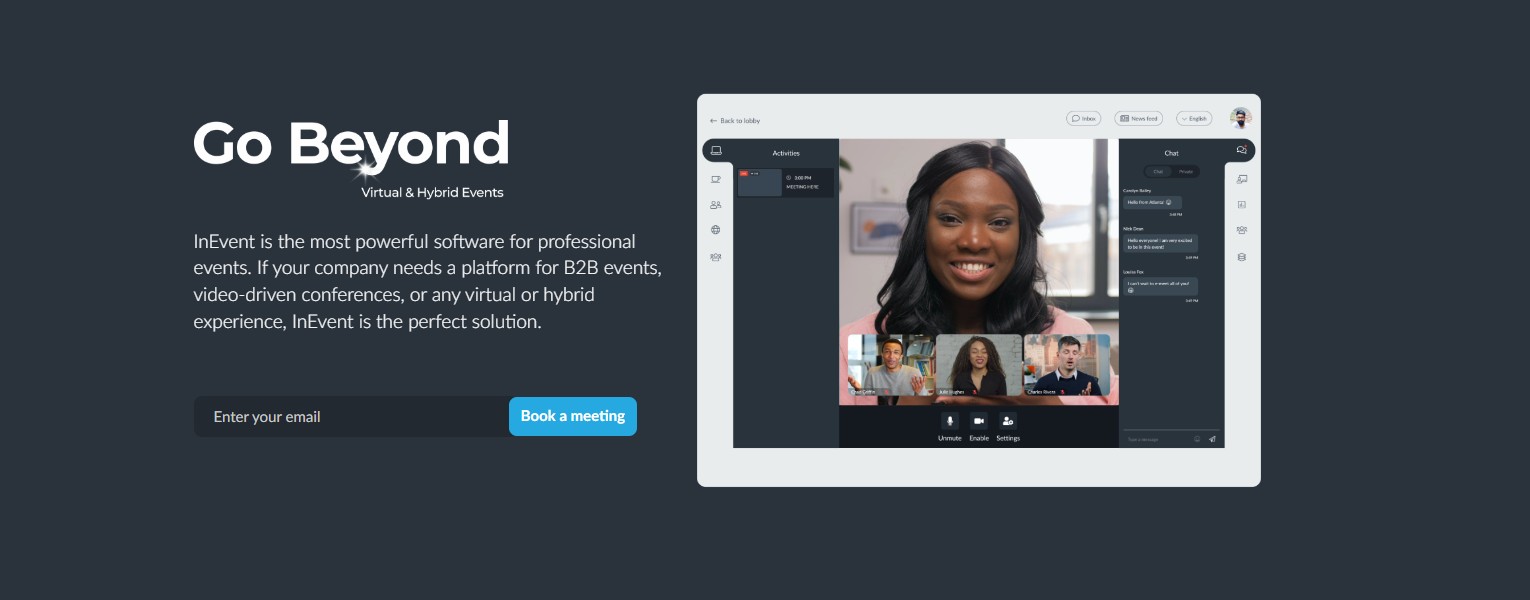 Go Beyond
Virtual & Hybrid Events
InEvent is the most powerful software for professional
events. If your company needs a platform for B2B events,
video-driven conferences, or any virtual or hybrid
experience, InEvent is the perfect solution.
Enter your email
Book a meeting
Back to lobby
Inbox
News feed
English
Activities
5:00 PM
MEETING HERE
Julie Hughes
Charles Rivera
Unmute
Enable
Settings
Chat
Chat
Private
Carolyn Bailey
Hello from Atlanta!
Nick Dean
Hello everyone! I am very excited
to be in this event!
Louisa Fox
I can't wait to e-meet all of you!
Type a message